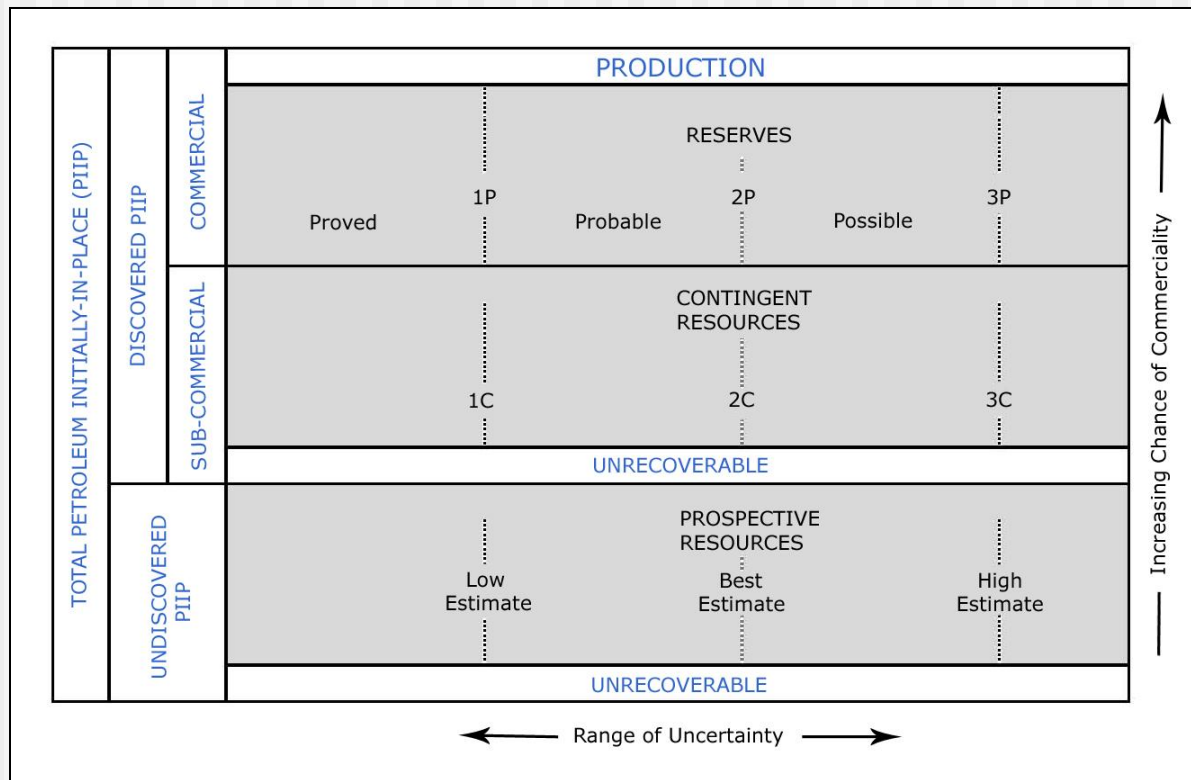 TOTAL PETROLEUM INITIALLY-IN-PLACE (PIIP)
DISCOVERED PIIP
COMMERCIAL
PRODUCTION
RESERVES
1P
2P
3P
Proved
Probable
Possible
SUB-COMMERCIAL
CONTINGENT
RESOURCES
1C
2C
3C
UNRECOVERABLE
UNDISCOVERED
PIIP
PROSPECTIVE
RESOURCES
Low
Estimate
Best
Estimate
High
Estimate
UNRECOVERABLE
Increasing Chance of Commerciality
Range of Uncertainty